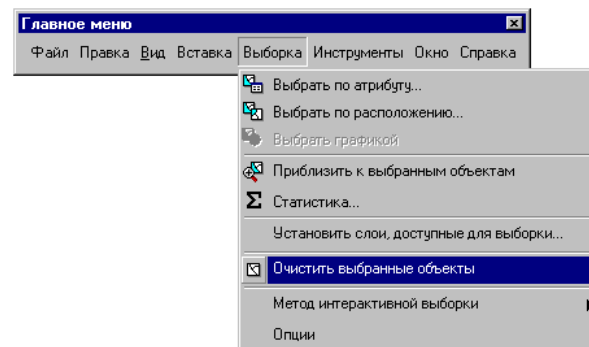 Главное меню
Файл Правка Вид Вставка Выборка Инструменты Окно Справка
Выбрать по атрибуту...
Выбрать по расположению...
Выбрать графикой
Приблизить к выбранным объектам
Σ Статистика...
Установить слои, доступные для выборки...
Очистить выбранные объекты
Метод интерактивной выборки
Опции